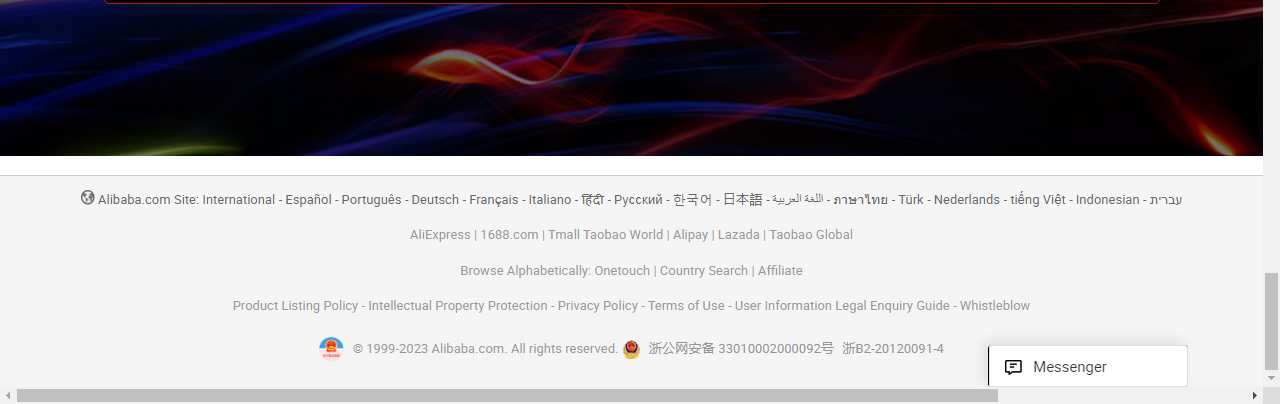 Alibaba.com Site: International - Español - Português - Deutsch - Français - Italiano - हिंदी - Pусский - 한국어 - 日本語 - اللغة العربية - ภาษาไทย - Türk - Nederlands - tiếng Việt - Indonesian - עברית
AliExpress | 1688.com | Tmall Taobao World | Alipay | Lazada | Taobao Global
Browse Alphabetically: Onetouch | Country Search | Affiliate
Product Listing Policy - Intellectual Property Protection - Privacy Policy - Terms of Use - User Information Legal Enquiry Guide - Whistleblow
© 1999-2023 Alibaba.com. All rights reserved. 浙公网安备 33010002000092号 浙B2-20120091-4
Messenger